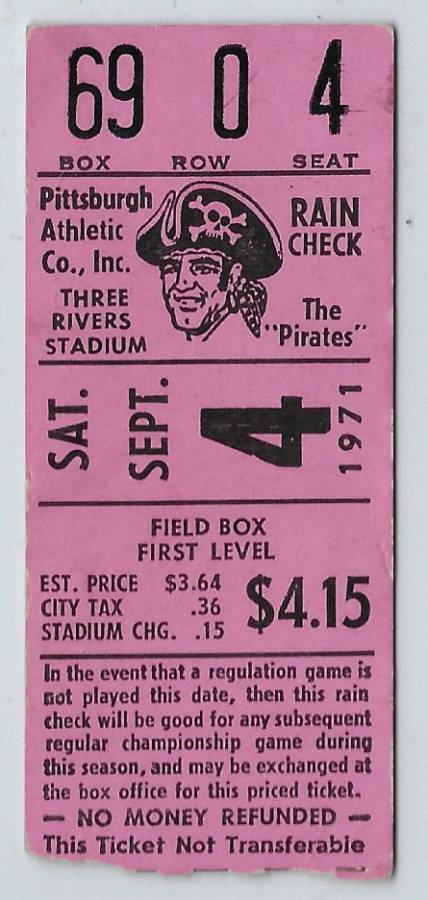 69 0 4
BOX ROW SEAT
Pittsburgh
Athletic
Co., Inc.
THREE
RIVERS
STADIUM
RAIN
CHECK
The
"Pirates"
SAT. SEPT. 4 1971
FIELD BOX
FIRST LEVEL
EST. PRICE $3.64
CITY TAX .36
STADIUM CHG. .15
$4.15
In the event that a regulation game is
not played this date, then this rain
check will be good for any subsequent
regular championship game during
this season, and may be exchanged at
the box office for this priced ticket.
— NO MONEY REFUNDED —
This Ticket Not Transferable